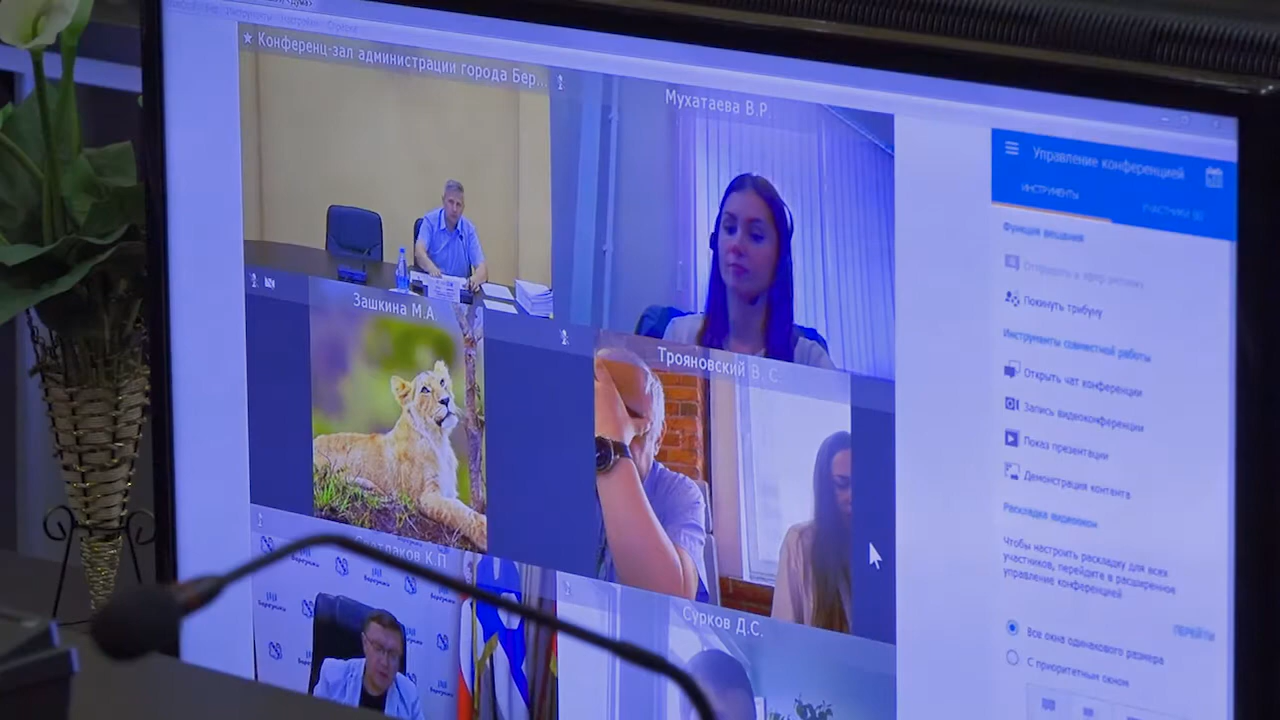 Конференц-зал администрации города Бер...
Мухатаева В.Р.
Зашкина М.А.
Трояновский В. С.
Сурков Д.С.
Управление конференцией
ИНСТРУМЕНТЫ
УЧАСТНИКИ
Функции вещания
Покинуть трибуну
Инструменты совместной работы
Открыть чат конференции
Запись видеоконференции
Показ презентации
Демонстрация контента
Раскладка видеоокон
Чтобы настроить раскладку для всех
участников, перейдите в расширенное
управление конференцией
ПЕРЕЙТИ
Все окна одинакового размера
С приоритетным окном